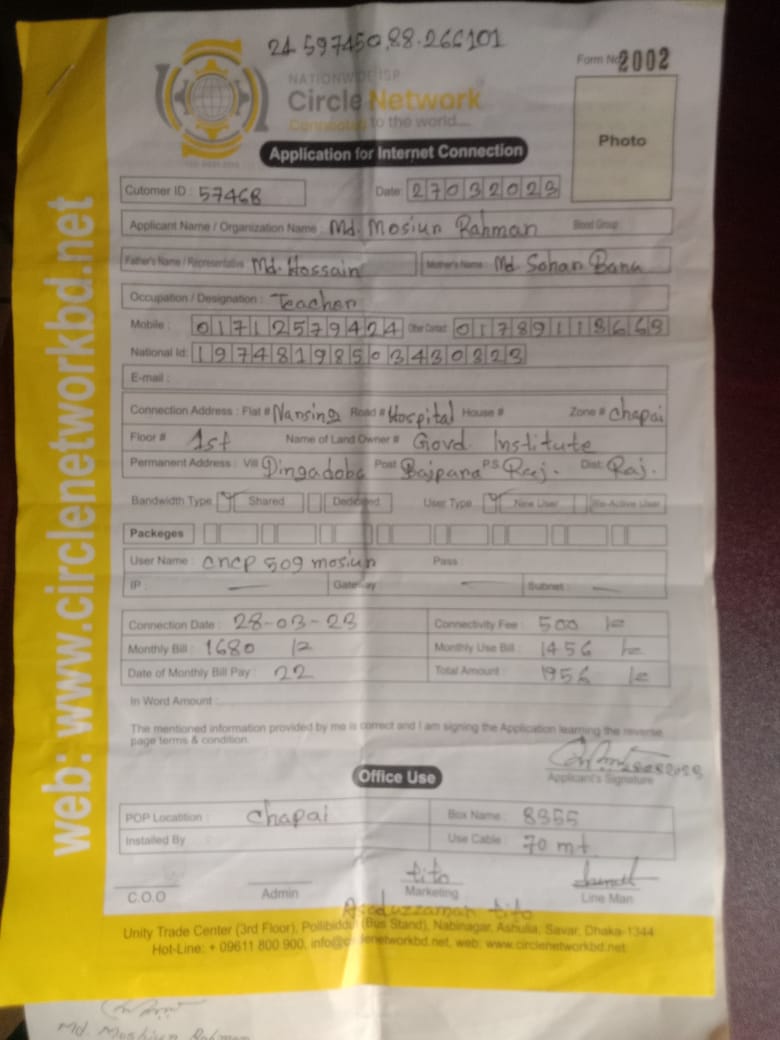 24.597450,88.266101
Form No 2002
NATIONWIDE ISP
Circle Network
Connected to the world....
Photo
Application for Internet Connection
Cutomer ID : 57468 Date: 27032023
Applicant Name / Organization Name : Md. Mosiur Rahman Blood Group:
Father's Name / Representative Md. Hossain Mother's Name : Md Sohan Banu
Occupation / Designation : Teacher
Mobile : 01712579424 Other Contact:
National Id:
E-mail :
Connection Address : Flat # Nansing Road # Hospital House # Zone # Chapai
Floor # 1st Name of Land Owner # Govd Institute
Permanent Address : Vill Dingadoba Post Bajpara P.S Raj. Dist: Raj.
Bandwidth Type Shared Dedicated User Type New User Re-Active User
Packeges
User Name : cncp 509 mosiur Pass :
IP : — Gateway — Subnet : —
Connection Date : 28-03-23 Connectivity Fee : 500 /=
Monthly Bill : 1680 /= Monthly Use Bill : 1456 /=
Date of Monthly Bill Pay : 22 Total Amount : 1956 /=
In Word Amount :
The mentioned information provided by me is correct and I am signing the Application learning the reverse
page terms & condition.
Applicant's Signature
Office Use
POP Locatition : Chapai Box Name : 8355
Installed By Use Cable : 70 mt
tito
C.O.O Admin Marketing Line Man
Asaduzzaman tito
Unity Trade Center (3rd Floor), Pollibiddut (Bus Stand), Nabinagar, Ashulia, Savar, Dhaka-1344
Hot-Line: + 09611 800 900, info@circlenetworkbd.net, web: www.circlenetworkbd.net
web: www.circlenetworkbd.net
Md. Moshiur Rahman